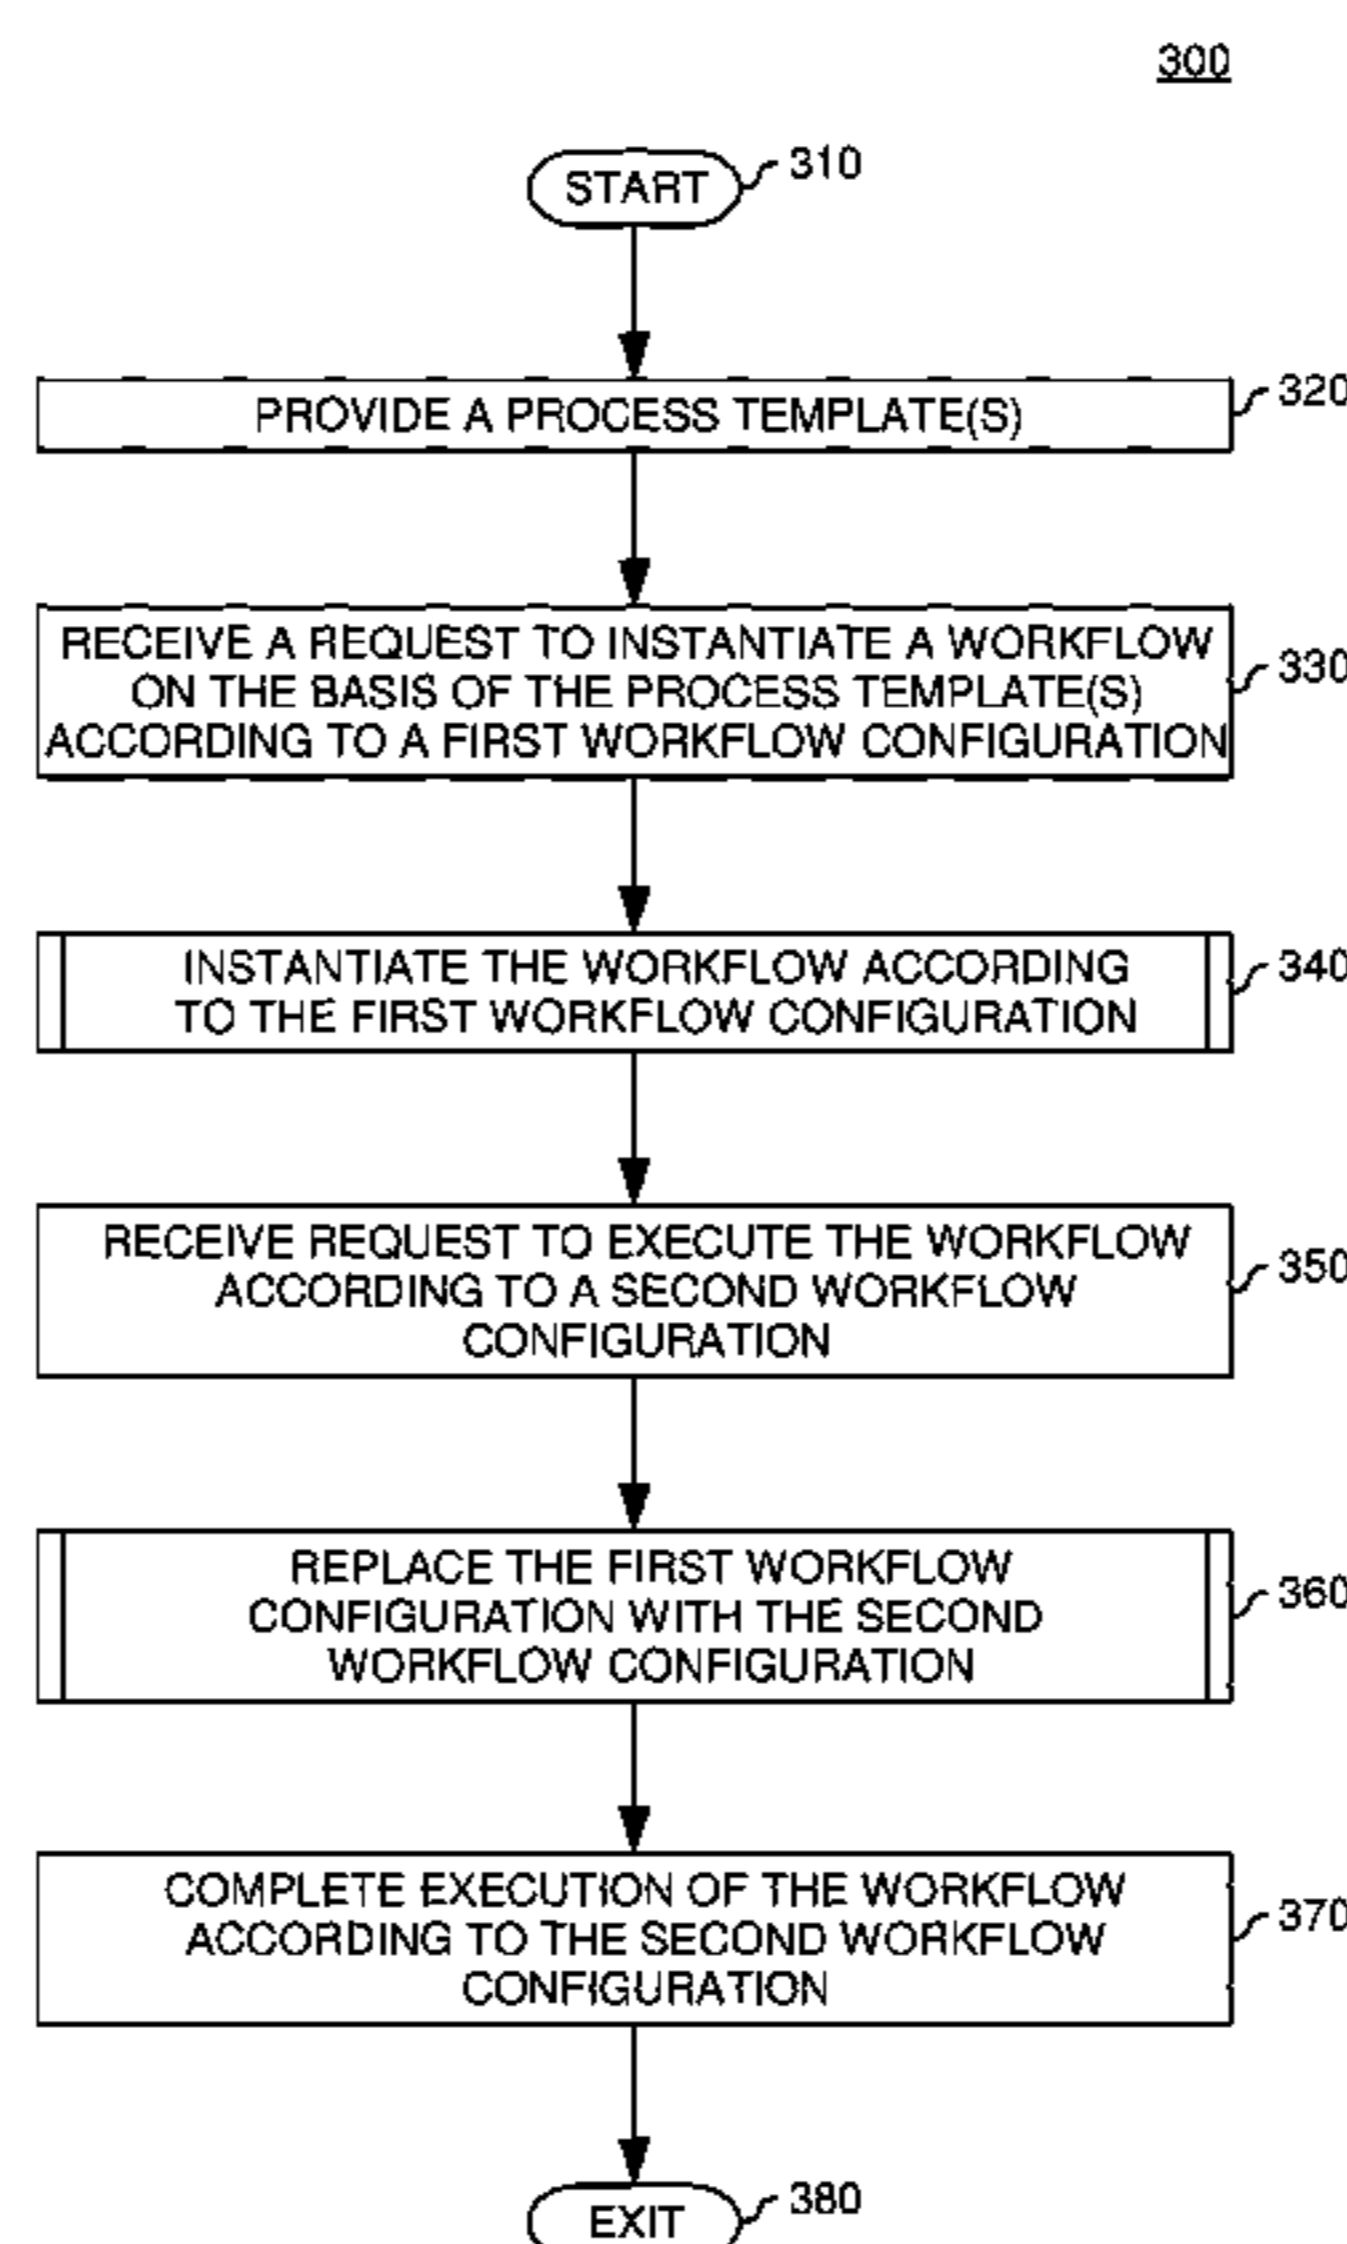 300
START
310
PROVIDE A PROCESS TEMPLATE(S)
320
RECEIVE A REQUEST TO INSTANTIATE A WORKFLOW
ON THE BASIS OF THE PROCESS TEMPLATE(S)
ACCORDING TO A FIRST WORKFLOW CONFIGURATION
330
INSTANTIATE THE WORKFLOW ACCORDING
TO THE FIRST WORKFLOW CONFIGURATION
340
RECEIVE REQUEST TO EXECUTE THE WORKFLOW
ACCORDING TO A SECOND WORKFLOW
CONFIGURATION
350
REPLACE THE FIRST WORKFLOW
CONFIGURATION WITH THE SECOND
WORKFLOW CONFIGURATION
360
COMPLETE EXECUTION OF THE WORKFLOW
ACCORDING TO THE SECOND WORKFLOW
CONFIGURATION
370
EXIT
380